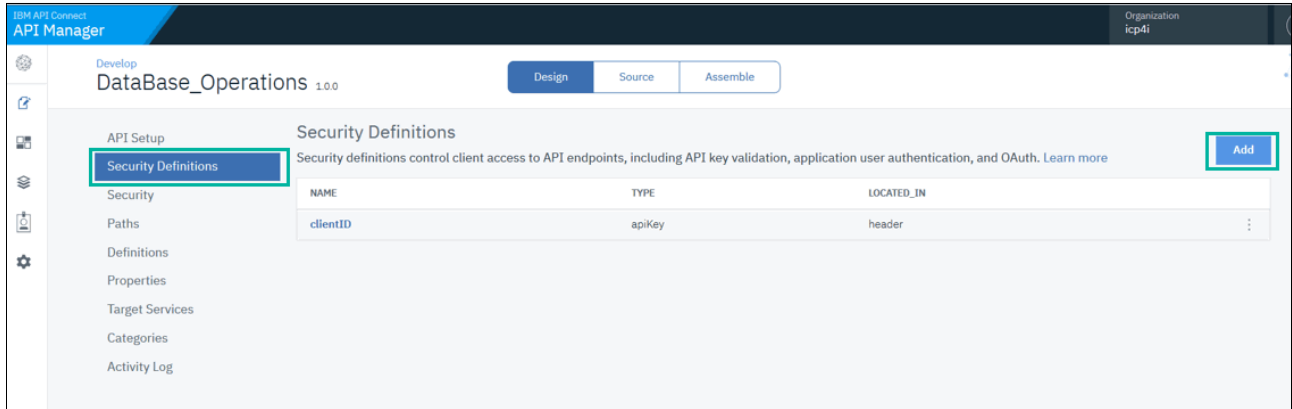 IBM API Connect
API Manager
Organization
icp4i
Develop
DataBase_Operations 1.0.0
Design Source Assemble
API Setup
Security Definitions
Security
Paths
Definitions
Properties
Target Services
Categories
Activity Log
Security Definitions
Security definitions control client access to API endpoints, including API key validation, application user authentication, and OAuth. Learn more
Add
NAME TYPE LOCATED_IN
clientID apiKey header